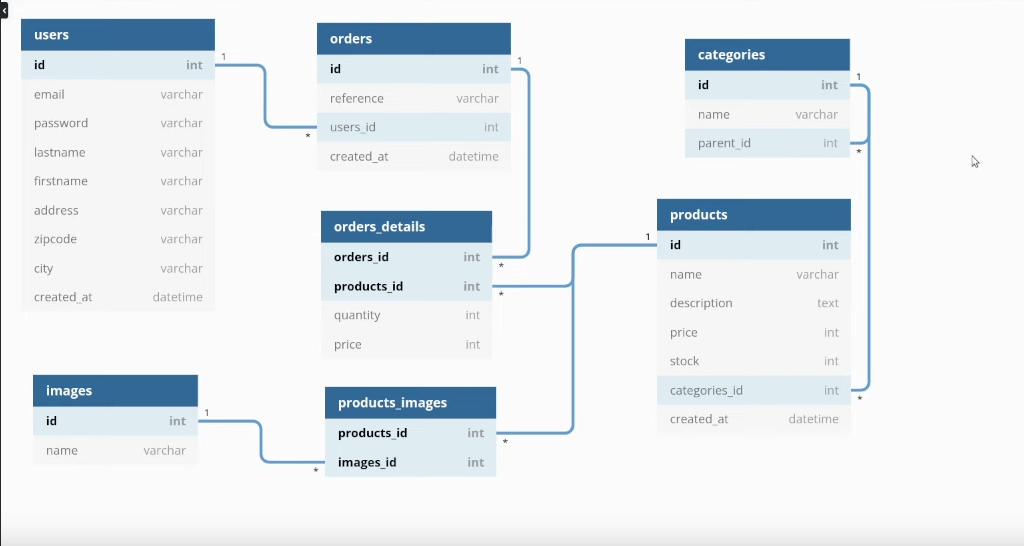 users
id int
email varchar
password varchar
lastname varchar
firstname varchar
address varchar
zipcode varchar
city varchar
created_at datetime
1
*
orders
id int
reference varchar
users_id int
created_at datetime
1
*
orders_details
orders_id int
products_id int
quantity int
price int
*
categories
id int
name varchar
parent_id int
1
*
products
id int
name varchar
description text
price int
stock int
categories_id int
created_at datetime
1
*
images
id int
name varchar
1
*
products_images
products_id int
images_id int
*